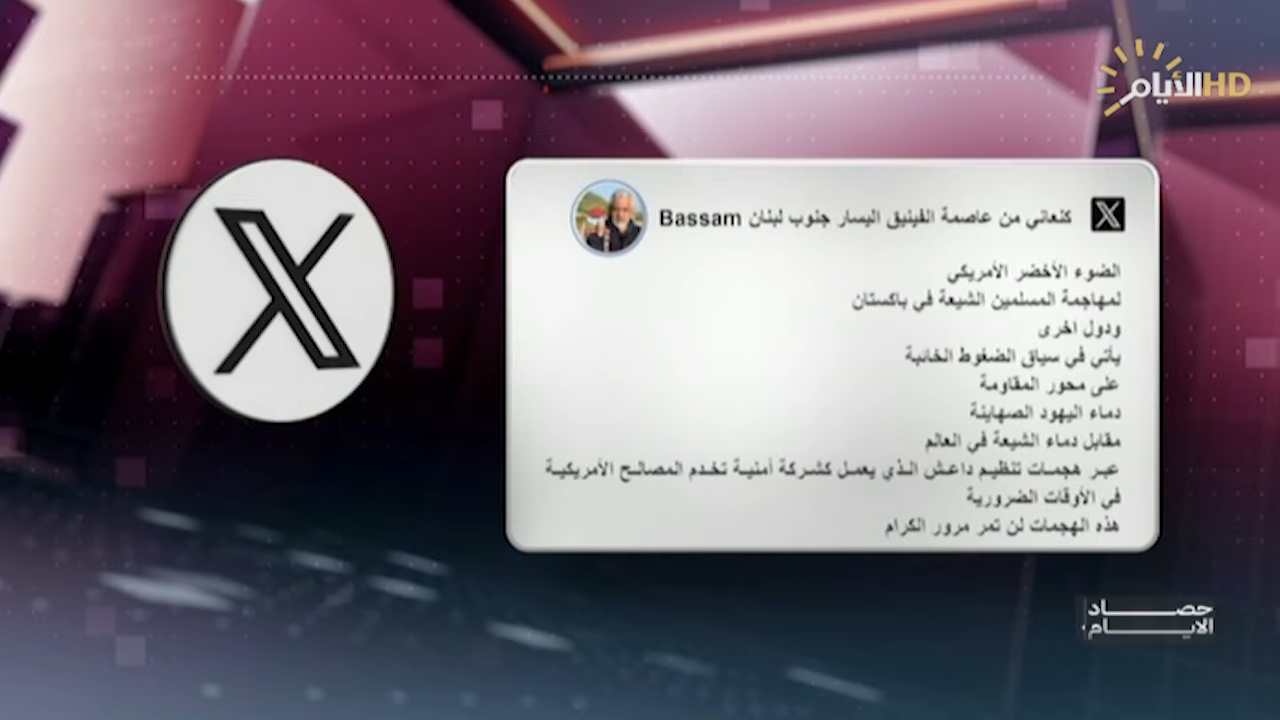 الأيام HD
كنعاني من عاصمة الفينيق اليسار جنوب لبنان Bassam
الضوء الأخضر الأمريكي
لمهاجمة المسلمين الشيعة في باكستان
ودول اخرى
يأتي في سياق الضغوط الخائبة
على محور المقاومة
دماء اليهود الصهاينة
مقابل دماء الشيعة في العالم
عبر هجمات تنظيم داعش الذي يعمل كشركة أمنية تخدم المصالح الأمريكية
في الأوقات الضرورية
هذه الهجمات لن تمر مرور الكرام
حصاد
الايام